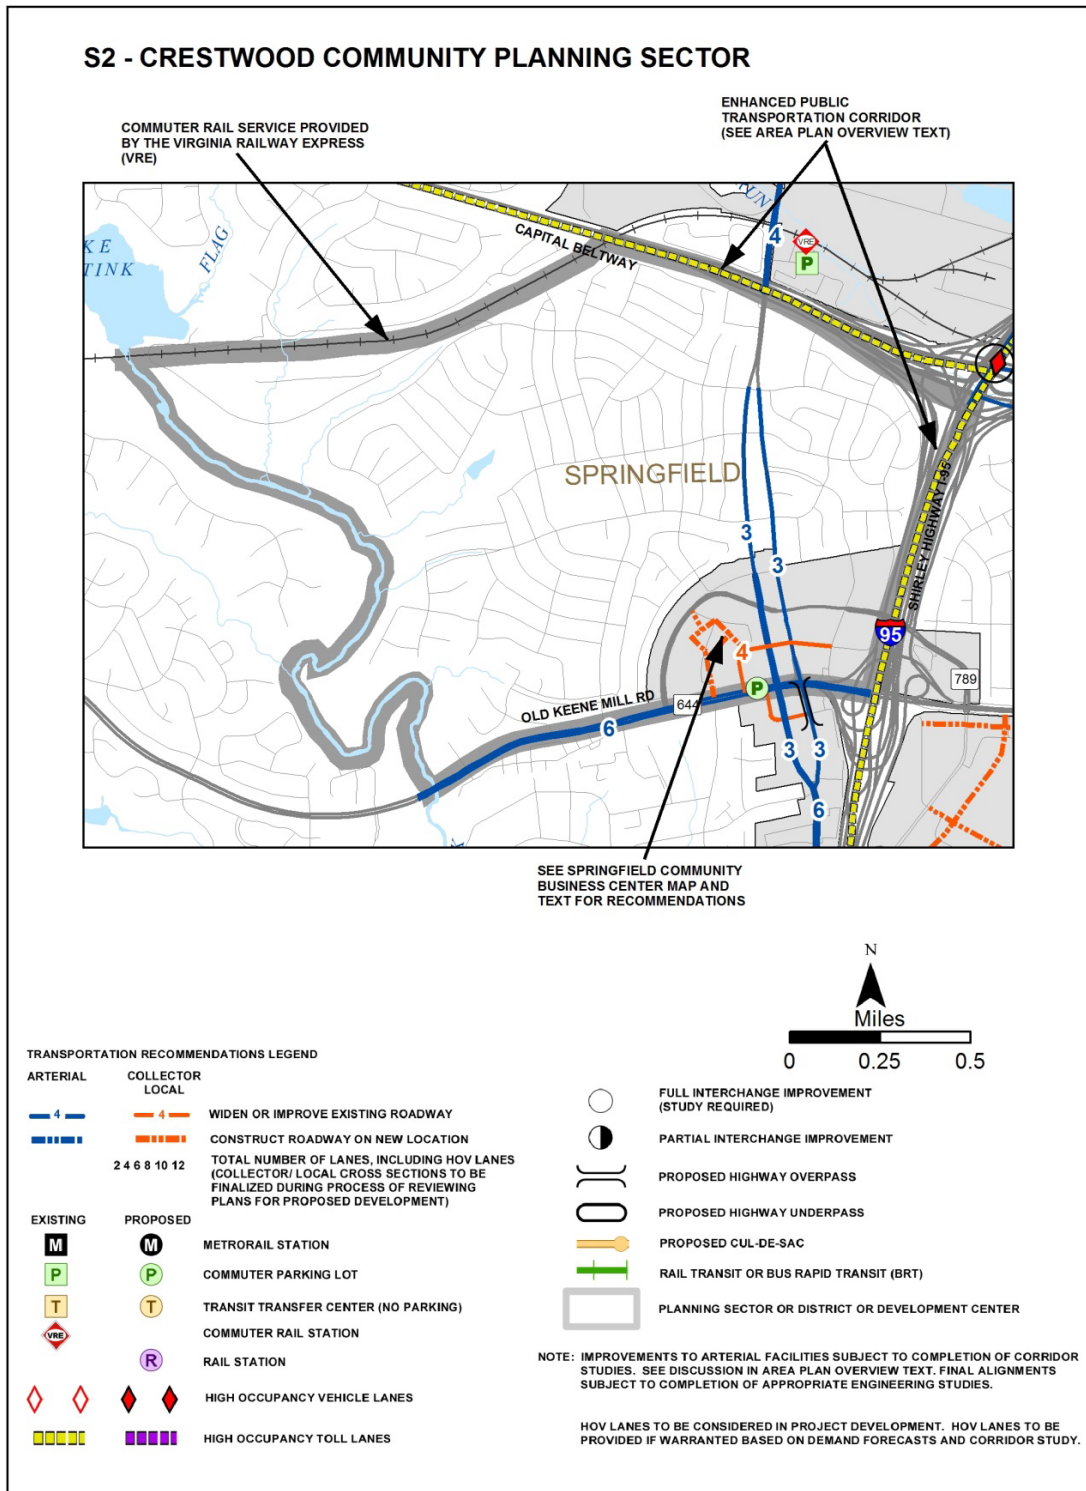 S2 - CRESTWOOD COMMUNITY PLANNING SECTOR
COMMUTER RAIL SERVICE PROVIDED
BY THE VIRGINIA RAILWAY EXPRESS
(VRE)
ENHANCED PUBLIC
TRANSPORTATION CORRIDOR
(SEE AREA PLAN OVERVIEW TEXT)
KE
TINK
FLAG
CAPITAL BELTWAY
UN
4
VRE
P
SPRINGFIELD
SHIRLEY HIGHWAY I-95
3
3
95
4
P
789
644
OLD KEENE MILL RD
6
3
3
6
SEE SPRINGFIELD COMMUNITY
BUSINESS CENTER MAP AND
TEXT FOR RECOMMENDATIONS
N
Miles
0 0.25 0.5
TRANSPORTATION RECOMMENDATIONS LEGEND
ARTERIAL
COLLECTOR
LOCAL
4 4 WIDEN OR IMPROVE EXISTING ROADWAY
CONSTRUCT ROADWAY ON NEW LOCATION
2 4 6 8 10 12 TOTAL NUMBER OF LANES, INCLUDING HOV LANES
(COLLECTOR/ LOCAL CROSS SECTIONS TO BE
FINALIZED DURING PROCESS OF REVIEWING
PLANS FOR PROPOSED DEVELOPMENT)
EXISTING PROPOSED
M M METRORAIL STATION
P P COMMUTER PARKING LOT
T T TRANSIT TRANSFER CENTER (NO PARKING)
VRE COMMUTER RAIL STATION
R RAIL STATION
HIGH OCCUPANCY VEHICLE LANES
HIGH OCCUPANCY TOLL LANES
FULL INTERCHANGE IMPROVEMENT
(STUDY REQUIRED)
PARTIAL INTERCHANGE IMPROVEMENT
PROPOSED HIGHWAY OVERPASS
PROPOSED HIGHWAY UNDERPASS
PROPOSED CUL-DE-SAC
RAIL TRANSIT OR BUS RAPID TRANSIT (BRT)
PLANNING SECTOR OR DISTRICT OR DEVELOPMENT CENTER
NOTE: IMPROVEMENTS TO ARTERIAL FACILITIES SUBJECT TO COMPLETION OF CORRIDOR
STUDIES. SEE DISCUSSION IN AREA PLAN OVERVIEW TEXT. FINAL ALIGNMENTS
SUBJECT TO COMPLETION OF APPROPRIATE ENGINEERING STUDIES.
HOV LANES TO BE CONSIDERED IN PROJECT DEVELOPMENT. HOV LANES TO BE
PROVIDED IF WARRANTED BASED ON DEMAND FORECASTS AND CORRIDOR STUDY.